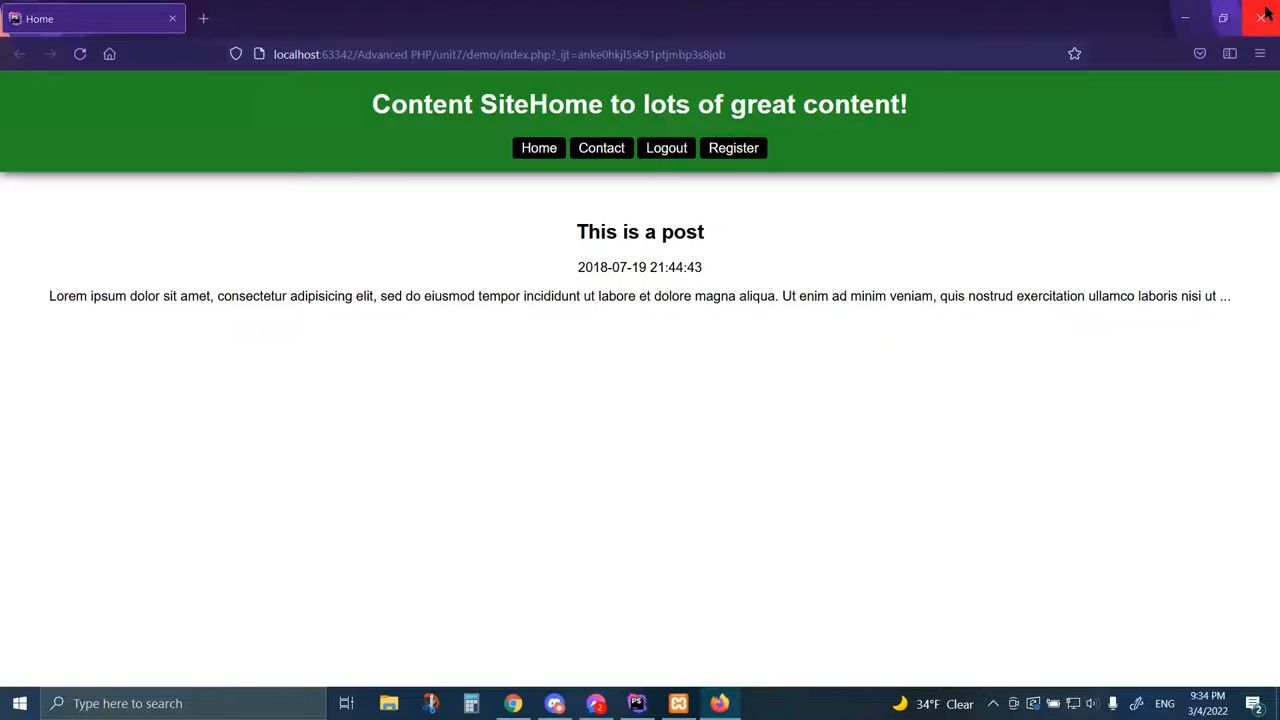 Home
localhost:63342/Advanced PHP/unit7/demo/index.php?_ijt=anke0hkjl5sk91ptjmbp3s8job
Content SiteHome to lots of great content!
Home Contact Logout Register
This is a post
2018-07-19 21:44:43
Lorem ipsum dolor sit amet, consectetur adipisicing elit, sed do eiusmod tempor incididunt ut labore et dolore magna aliqua. Ut enim ad minim veniam, quis nostrud exercitation ullamco laboris nisi ut ...
Type here to search
2
PS
34°F Clear
ENG
9:34 PM
3/4/2022
2